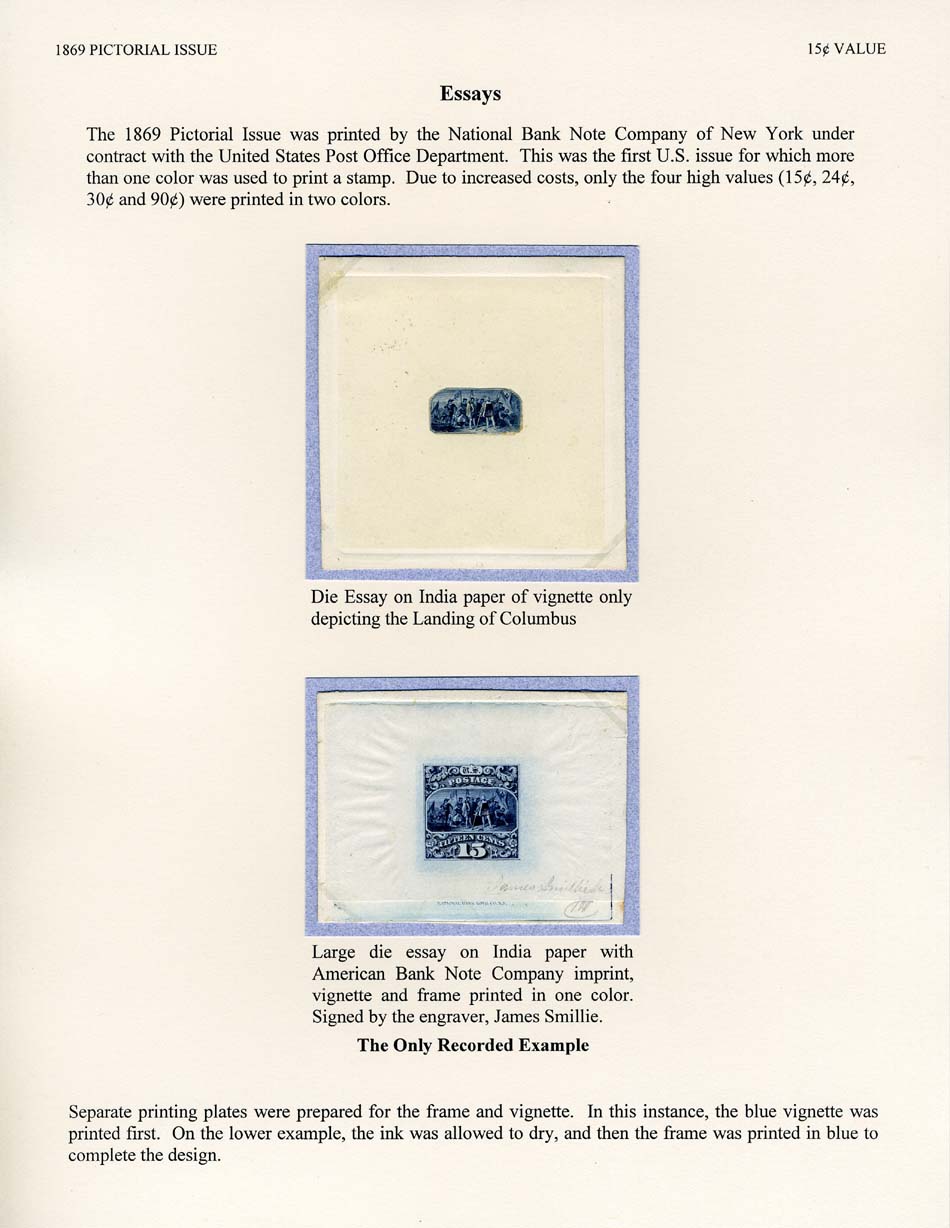 1869 PICTORIAL ISSUE
15¢ VALUE
Essays
The 1869 Pictorial Issue was printed by the National Bank Note Company of New York under
contract with the United States Post Office Department. This was the first U.S. issue for which more
than one color was used to print a stamp. Due to increased costs, only the four high values (15¢, 24¢,
30¢ and 90¢) were printed in two colors.
Die Essay on India paper of vignette only
depicting the Landing of Columbus
U.S.
POSTAGE
FIFTEEN CENTS
15
James Smillie
Large die essay on India paper with
American Bank Note Company imprint,
vignette and frame printed in one color.
Signed by the engraver, James Smillie.
The Only Recorded Example
Separate printing plates were prepared for the frame and vignette. In this instance, the blue vignette was
printed first. On the lower example, the ink was allowed to dry, and then the frame was printed in blue to
complete the design.